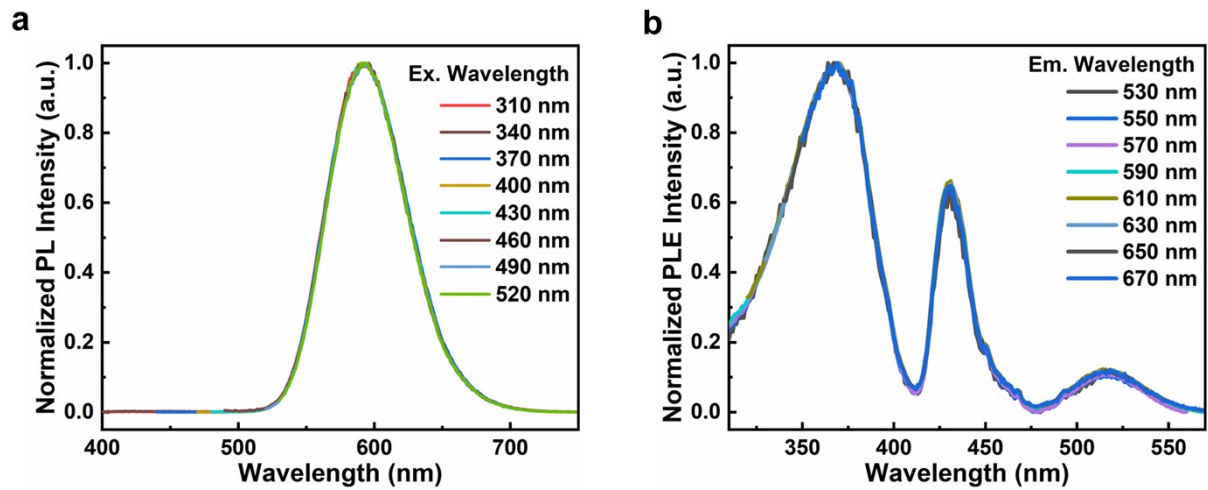 a
Normalized PL Intensity (a.u.)
1.0
0.8
0.6
0.4
0.2
0.0
Ex. Wavelength
310 nm
340 nm
370 nm
400 nm
430 nm
460 nm
490 nm
520 nm
400
500
600
700
Wavelength (nm)
b
Normalized PLE Intensity (a.u.)
1.0
0.8
0.6
0.4
0.2
0.0
Em. Wavelength
530 nm
550 nm
570 nm
590 nm
610 nm
630 nm
650 nm
670 nm
350
400
450
500
550
Wavelength (nm)